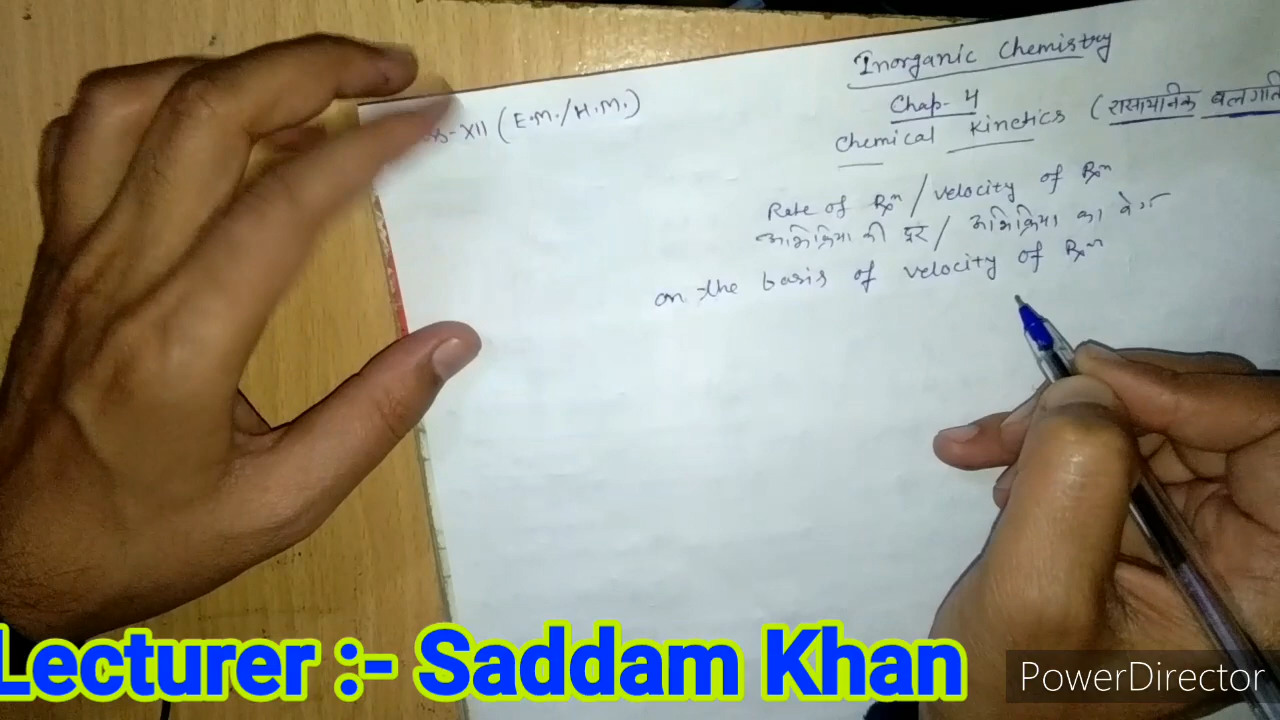 Inorganic Chemistry
XII (E.M./H.M.)
Chap-4
Chemical Kinetics (रासायनिक बलगति
Rate of Rxn / velocity of Rxn
अभिक्रिया की दर / अभिक्रिया का वेग
on the basis of velocity of Rxn
Lecturer :- Saddam Khan
PowerDirector